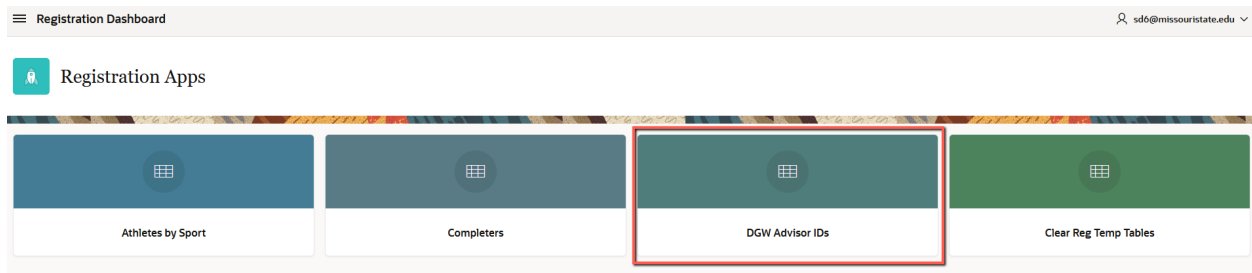 Registration Dashboard
sd6@missouristate.edu
Registration Apps
Athletes by Sport
Completers
DGW Advisor IDs
Clear Reg Temp Tables